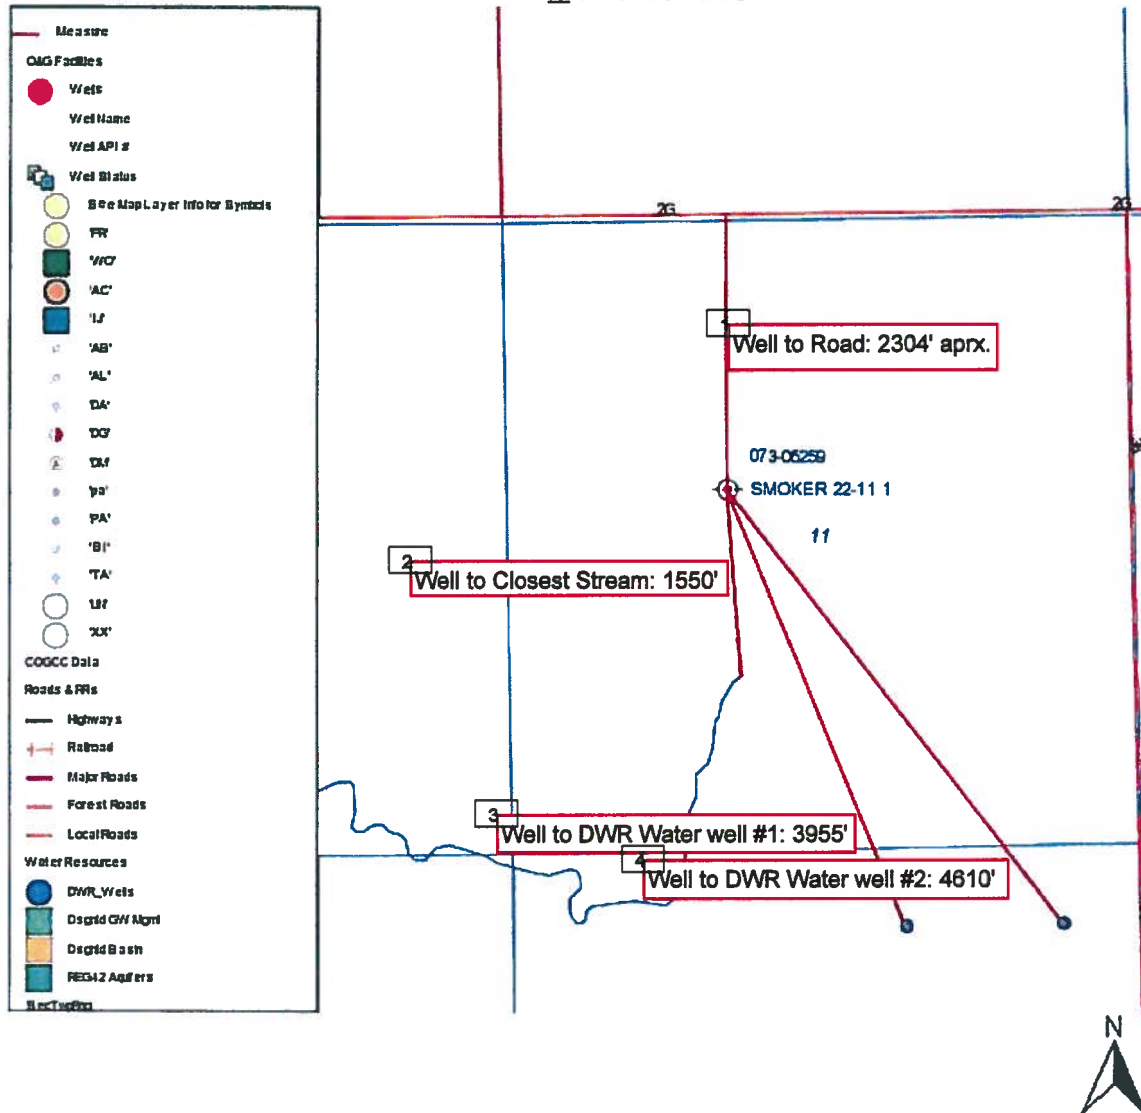 Measure
O&G Facilities
Wells
Well Name
Well API #
Well Status
See Map Layer Info for Symbols
'FR'
'WO'
'AC'
'IJ'
'AB'
'AL'
'DA'
'DG'
'DM'
'pa'
'PA'
'SI'
'TA'
'UN'
'XX'
COGCC Data
Roads & RRs
Highways
Railroad
Major Roads
Forest Roads
Local Roads
Water Resources
DWR_Wells
Dsgntd GW Mgmt
Dsgntd Basin
REG42 Aquifers
2G
2G
1
Well to Road: 2304' aprx.
073-06259
SMOKER 22-11 1
11
2
Well to Closest Stream: 1550'
3
Well to DWR Water well #1: 3955'
4
Well to DWR Water well #2: 4610'
N